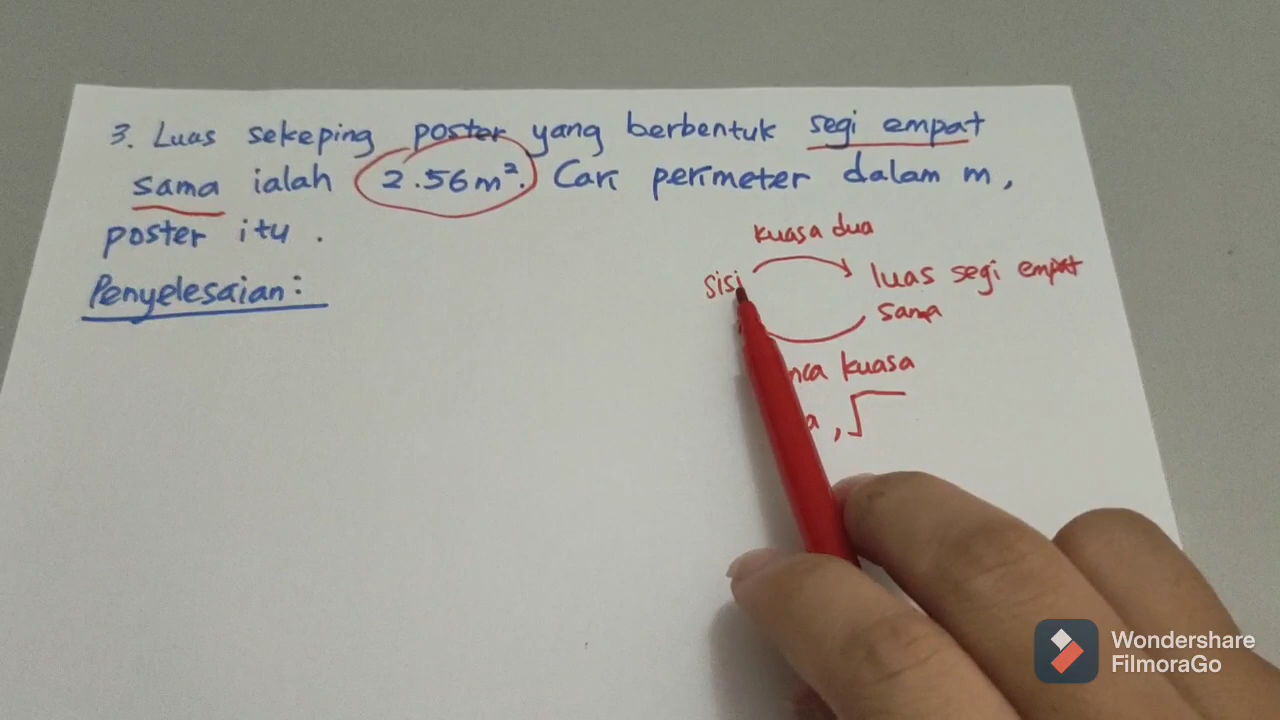 3. Luas sekeping poster yang berbentuk segi empat
sama ialah 2.56m². Cari perimeter dalam m,
poster itu.
Penyelesaian:
kuasa dua
sisi
luas segi empat
sama
kuasa
, √
Wondershare
FilmoraGo